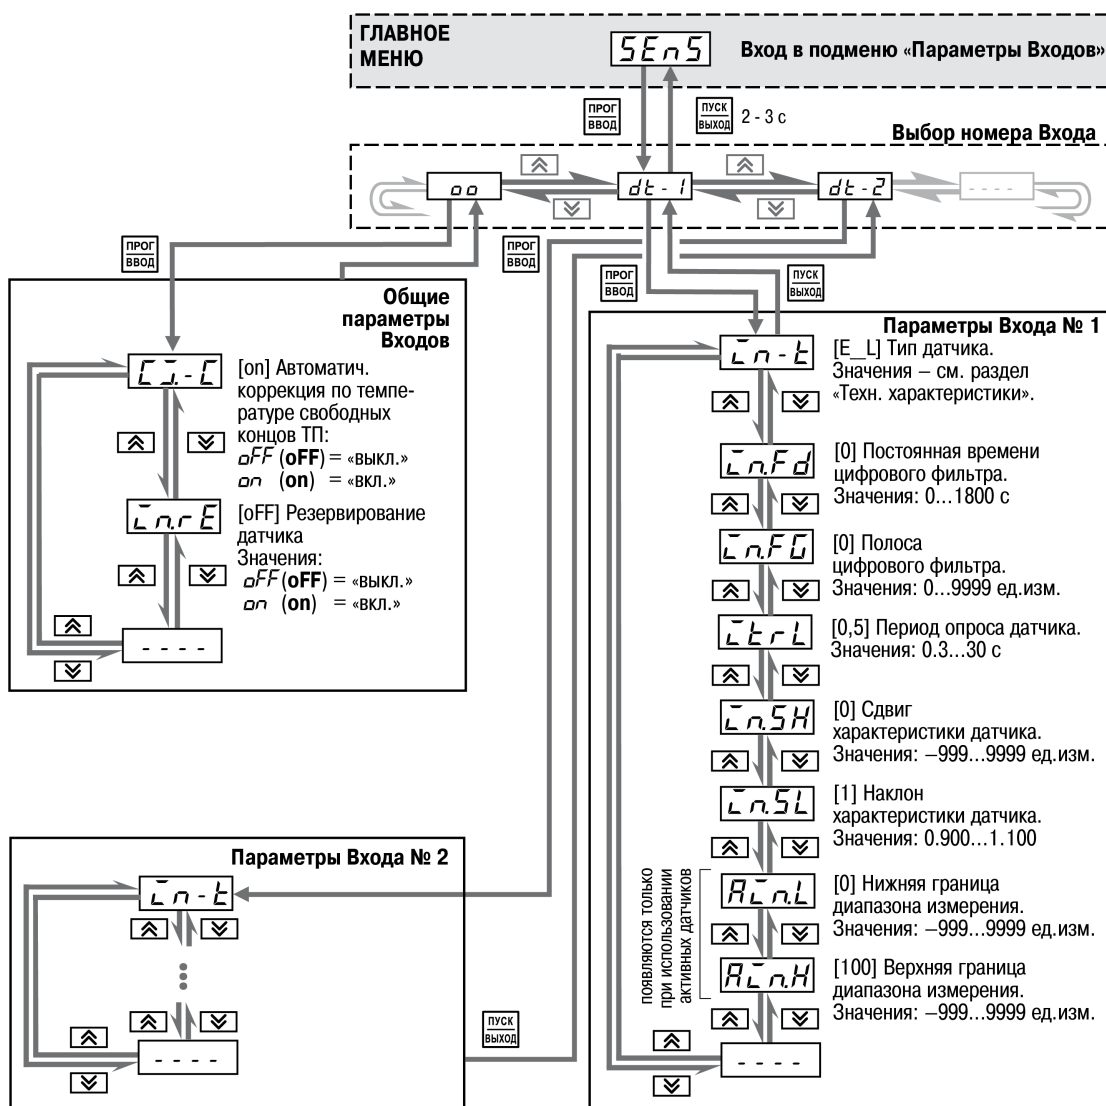 ГЛАВНОЕ
МЕНЮ
SEnS
Вход в подменю «Параметры Входов»
ПРОГ
ВВОД
ПУСК
ВЫХОД
2 - 3 с
Выбор номера Входа
oo
dt-1
dt-2
- - - -
ПРОГ
ВВОД
ПРОГ
ВВОД
ПРОГ
ВВОД
ПУСК
ВЫХОД
Общие
параметры
Входов
CJ.-C
[on] Автоматич.
коррекция по темпе-
ратуре свободных
концов ТП:
oFF (oFF) = «выкл.»
on (on) = «вкл.»
in.rE
[oFF] Резервирование
датчика
Значения:
oFF (oFF) = «выкл.»
on (on) = «вкл.»
- - - -
Параметры Входа № 1
in-t
[E_L] Тип датчика.
Значения – см. раздел
«Техн. характеристики».
in.Fd
[0] Постоянная времени
цифрового фильтра.
Значения: 0...1800 с
in.FG
[0] Полоса
цифрового фильтра.
Значения: 0...9999 ед.изм.
itrL
[0,5] Период опроса датчика.
Значения: 0.3...30 с
in.SH
[0] Сдвиг
характеристики датчика.
Значения: –999...9999 ед.изм.
in.SL
[1] Наклон
характеристики датчика.
Значения: 0.900...1.100
появляются только
при использовании
активных датчиков
Ain.L
[0] Нижняя граница
диапазона измерения.
Значения: –999...9999 ед.изм.
Ain.H
[100] Верхняя граница
диапазона измерения.
Значения: –999...9999 ед.изм.
- - - -
Параметры Входа № 2
in-t
- - - -
ПУСК
ВЫХОД